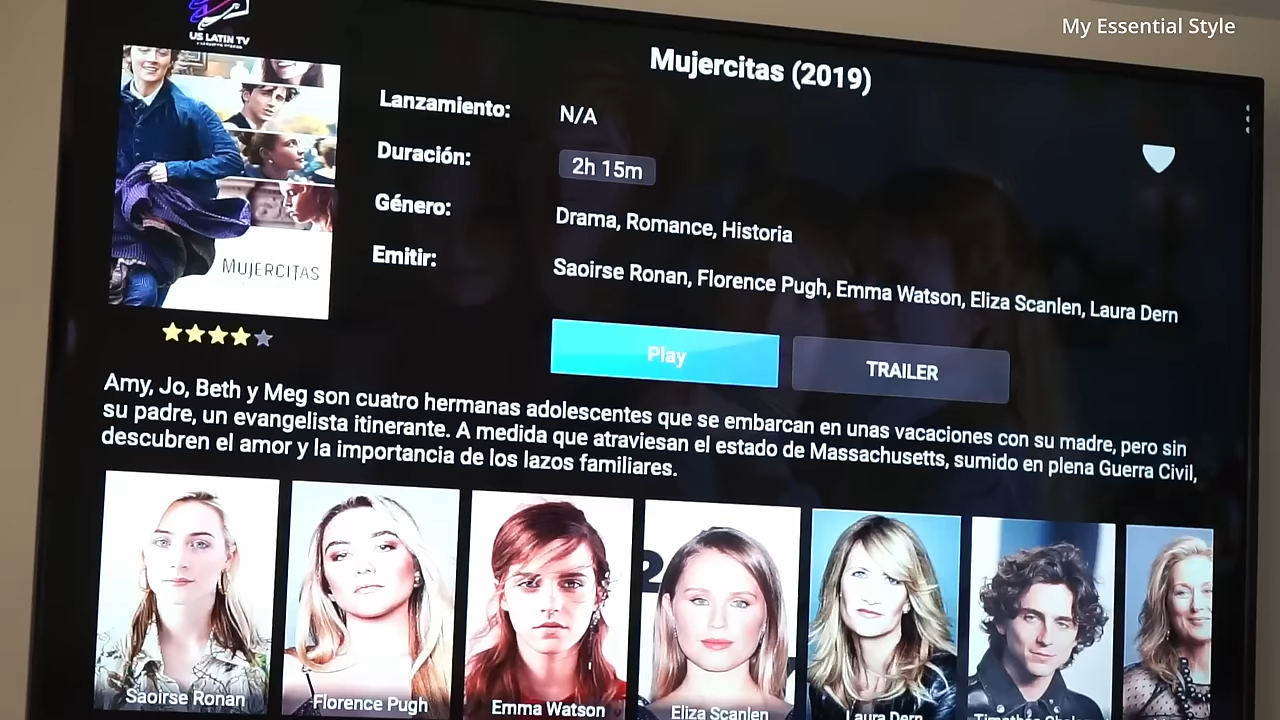 My Essential Style
US LATIN TV
Mujercitas (2019)
Lanzamiento: N/A
Duración: 2h 15m
Género: Drama, Romance, Historia
Emitir: Saoirse Ronan, Florence Pugh, Emma Watson, Eliza Scanlen, Laura Dern
MUJERCITAS
Play TRAILER
Amy, Jo, Beth y Meg son cuatro hermanas adolescentes que se embarcan en unas vacaciones con su madre, pero sin
su padre, un evangelista itinerante. A medida que atraviesan el estado de Massachusetts, sumido en plena Guerra Civil,
descubren el amor y la importancia de los lazos familiares.
2
Saoirse Ronan Florence Pugh Emma Watson Eliza Scanlen Laura Dern